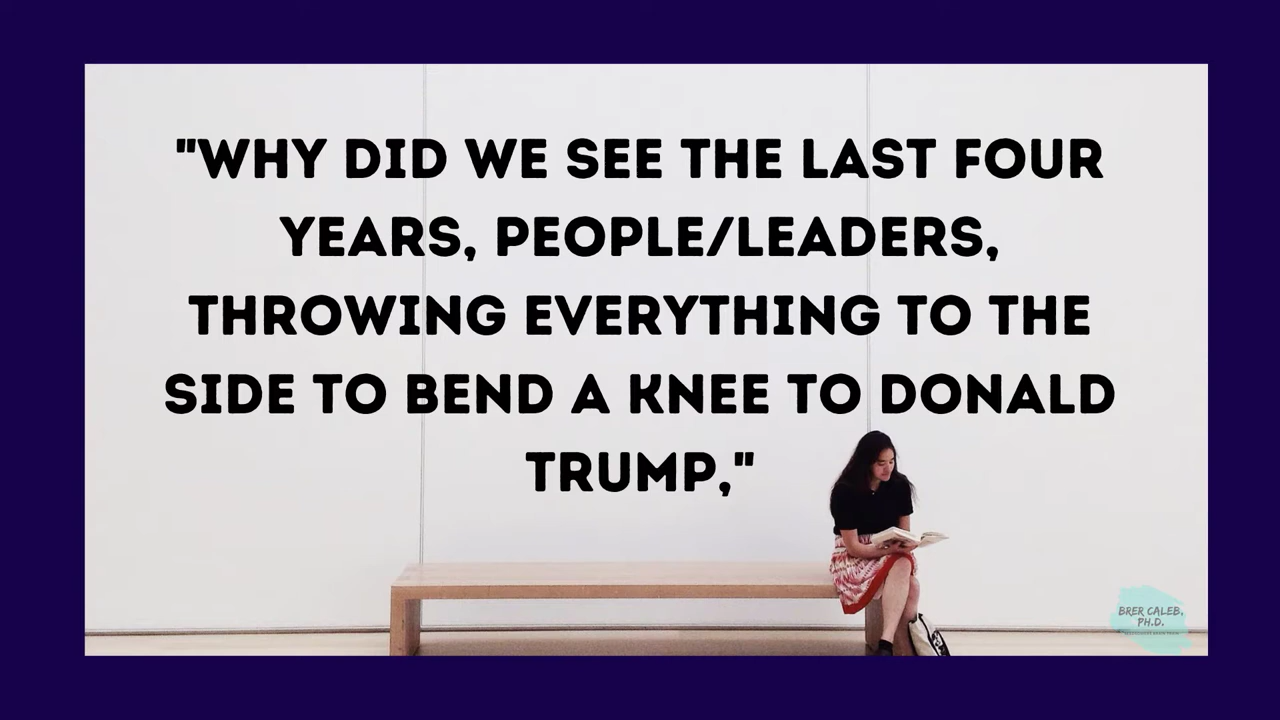 "WHY DID WE SEE THE LAST FOUR
YEARS, PEOPLE/LEADERS,
THROWING EVERYTHING TO THE
SIDE TO BEND A KNEE TO DONALD
TRUMP,"
BRER CALEB,
PH.D.